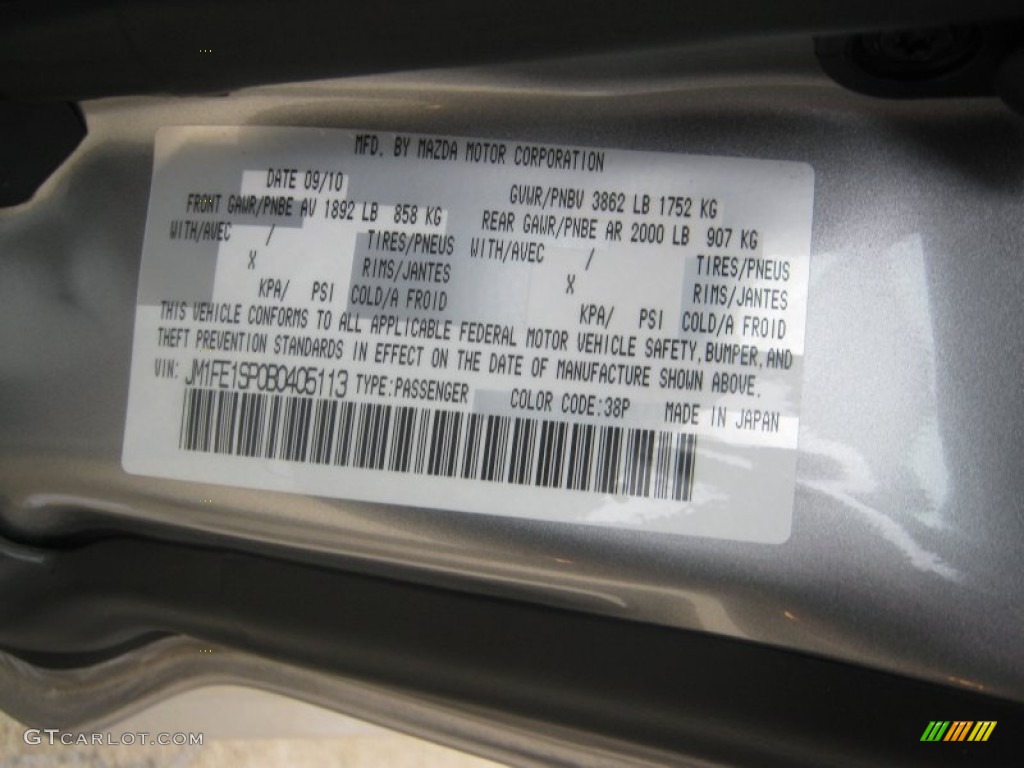 MFD. BY MAZDA MOTOR CORPORATION
DATE 09/10 GVWR/PNBV 3862 LB 1752 KG
FRONT GAWR/PNBE AV 1892 LB 858 KG REAR GAWR/PNBE AR 2000 LB 907 KG
WITH/AVEC / TIRES/PNEUS WITH/AVEC / TIRES/PNEUS
X RIMS/JANTES X RIMS/JANTES
KPA/ PSI COLD/A FROID KPA/ PSI COLD/A FROID
THIS VEHICLE CONFORMS TO ALL APPLICABLE FEDERAL MOTOR VEHICLE SAFETY, BUMPER, AND
THEFT PREVENTION STANDARDS IN EFFECT ON THE DATE OF MANUFACTURE SHOWN ABOVE.
VIN: JM1FE1SP0B0405113 TYPE:PASSENGER COLOR CODE:38P MADE IN JAPAN
GTCARLOT.COM